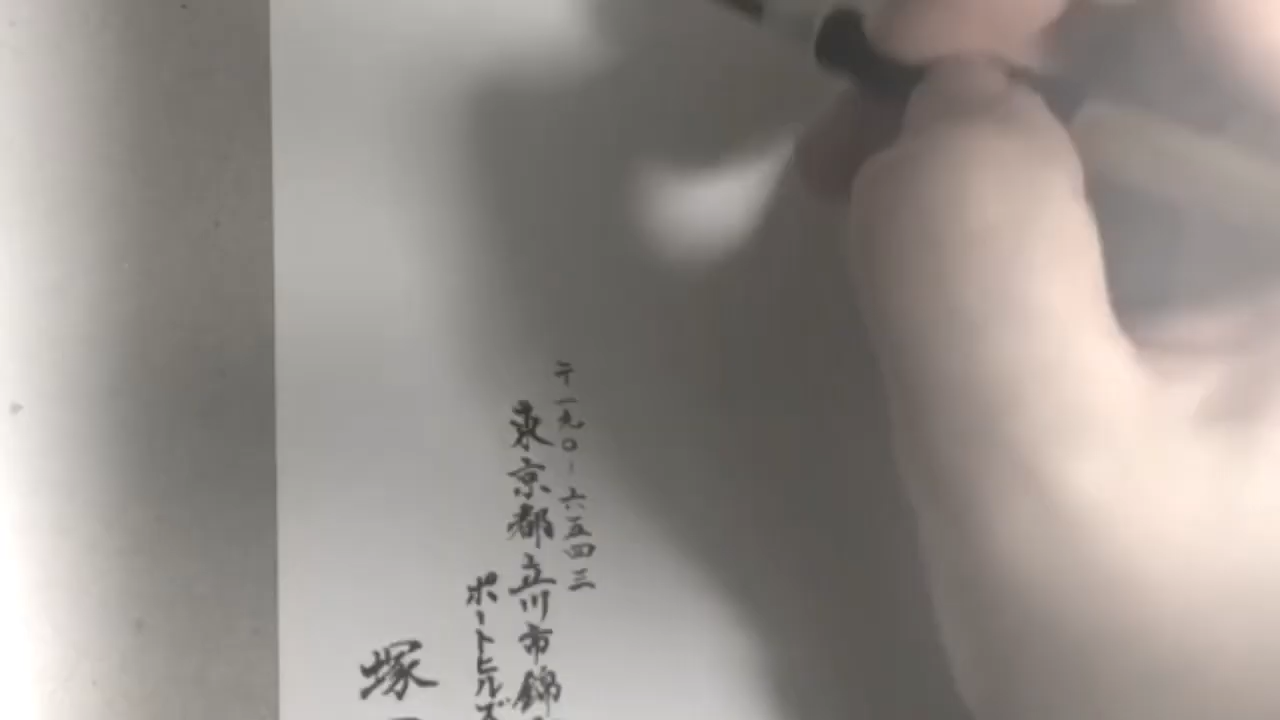 〒一九〇-六五四三
東京都立川市錦
ポートヒルズ
塚